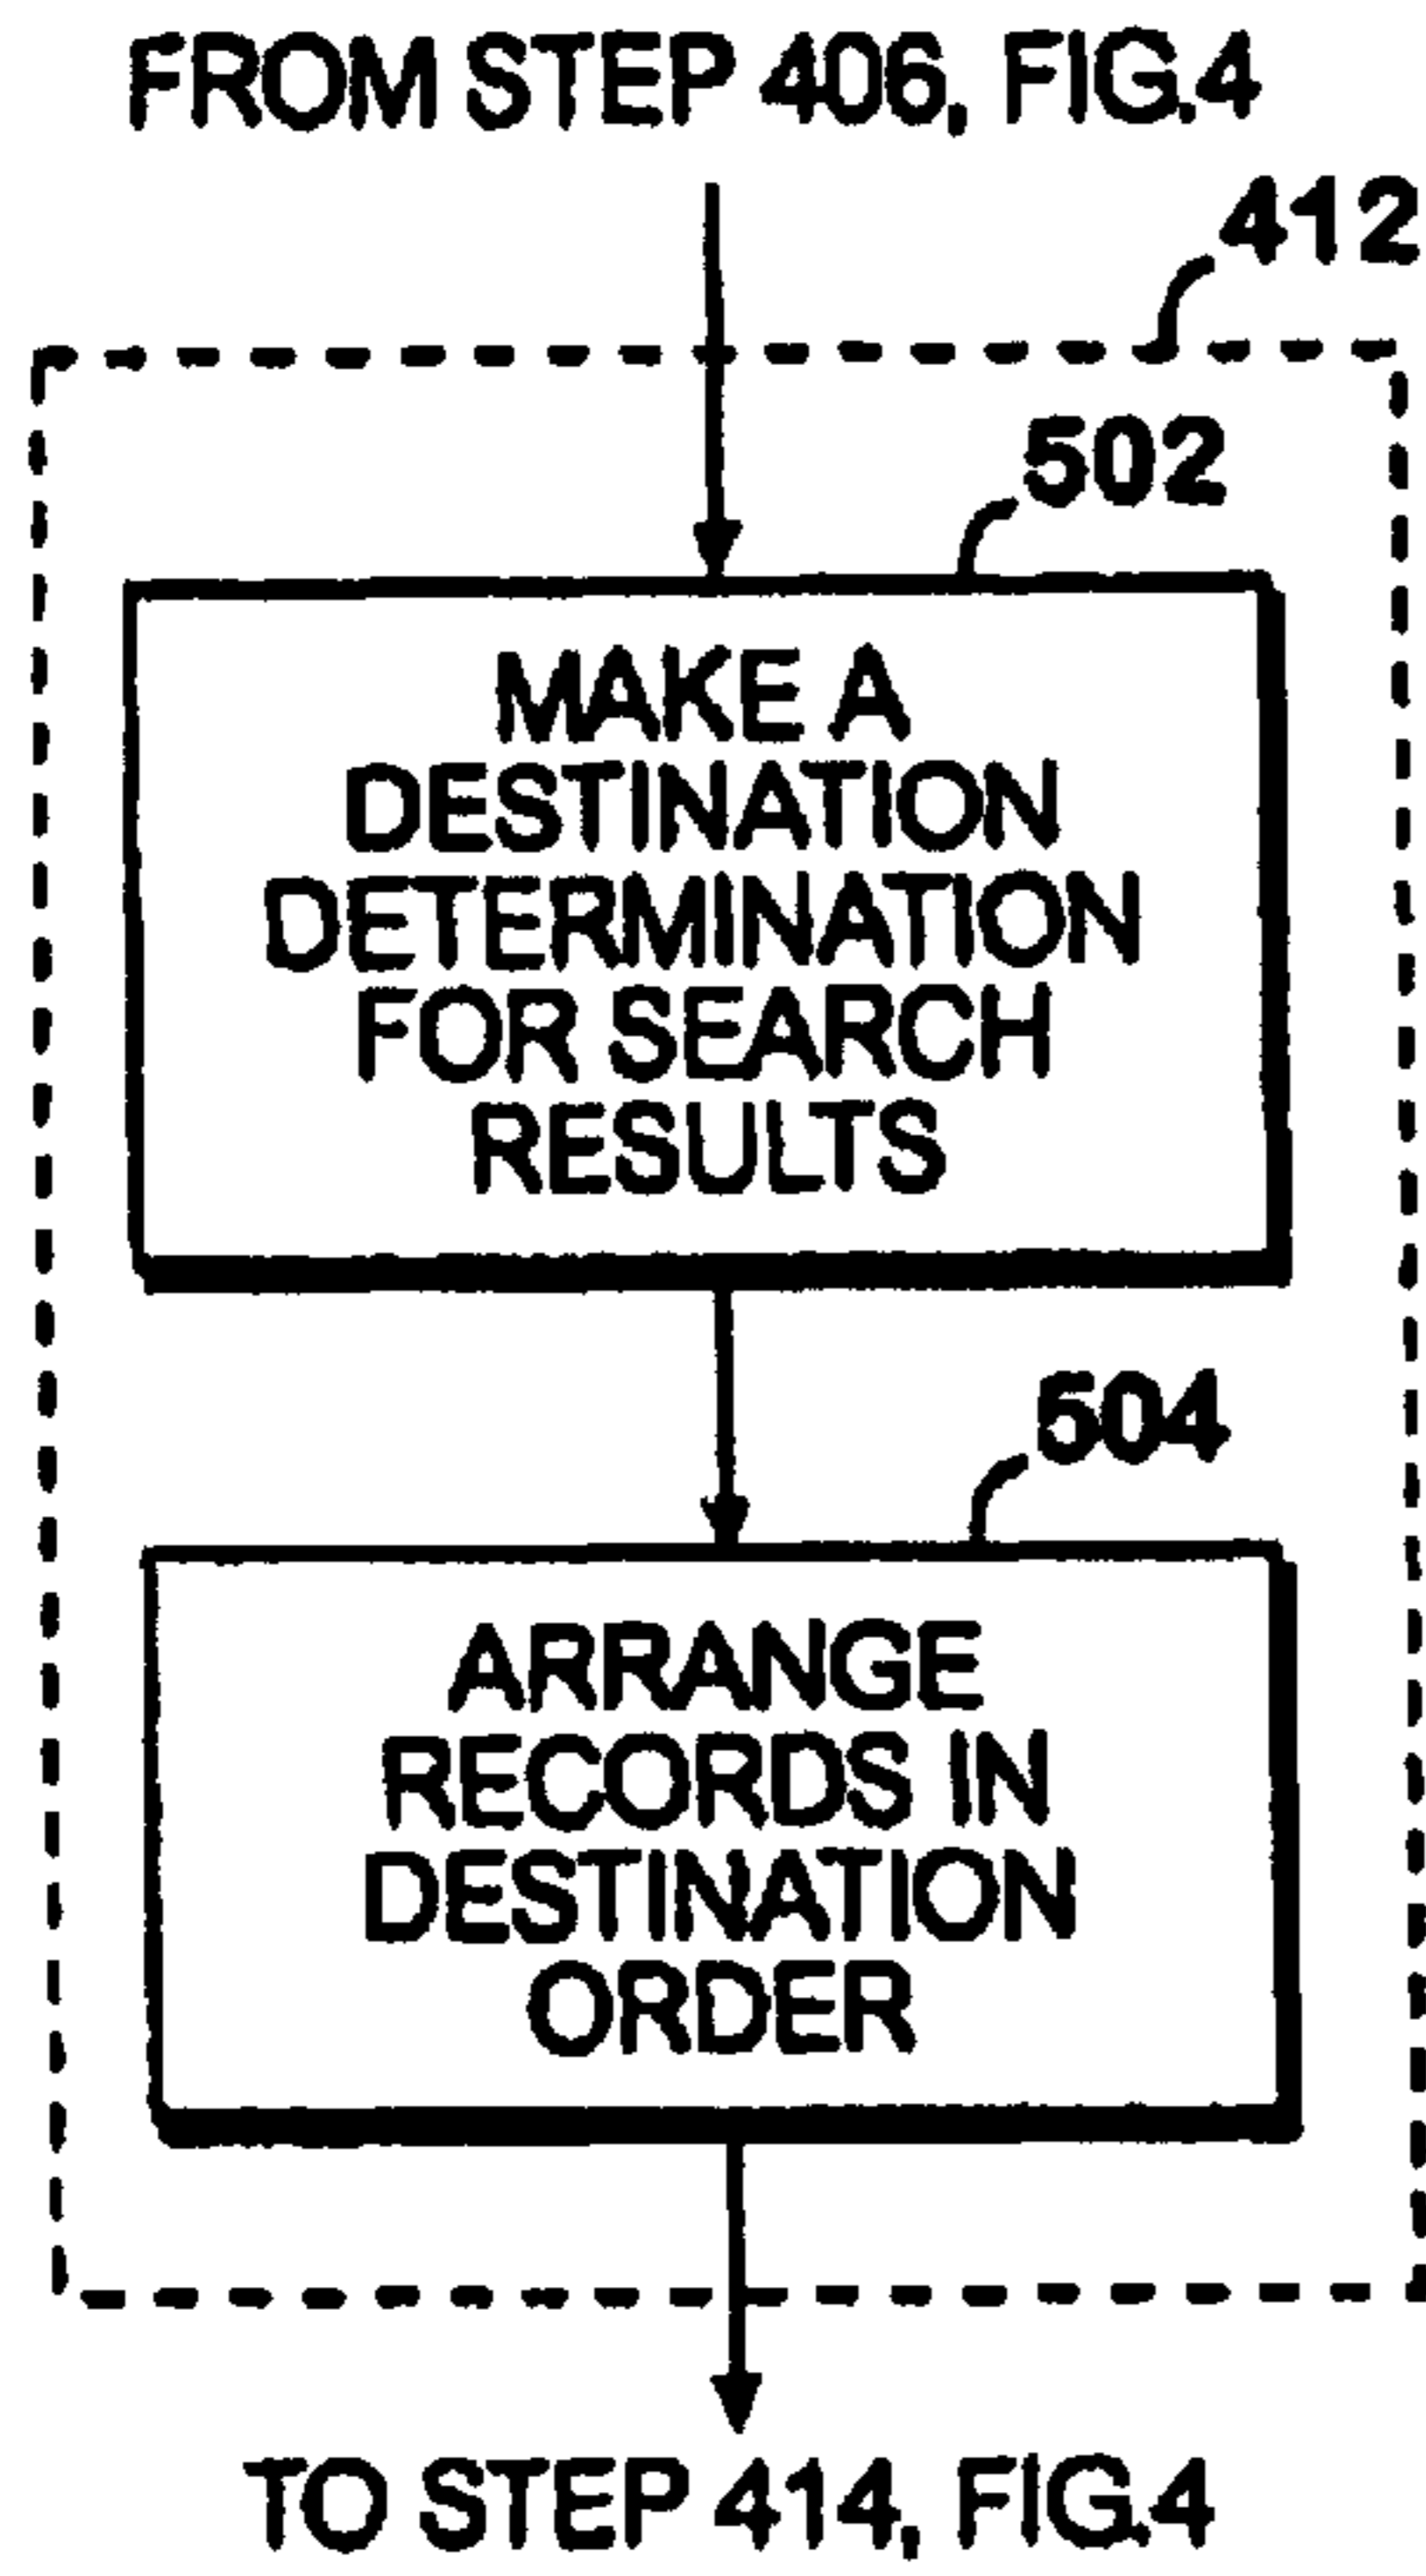 FROM STEP 406, FIG.4
412
502
MAKE A
DESTINATION
DETERMINATION
FOR SEARCH
RESULTS
504
ARRANGE
RECORDS IN
DESTINATION
ORDER
TO STEP 414, FIG.4